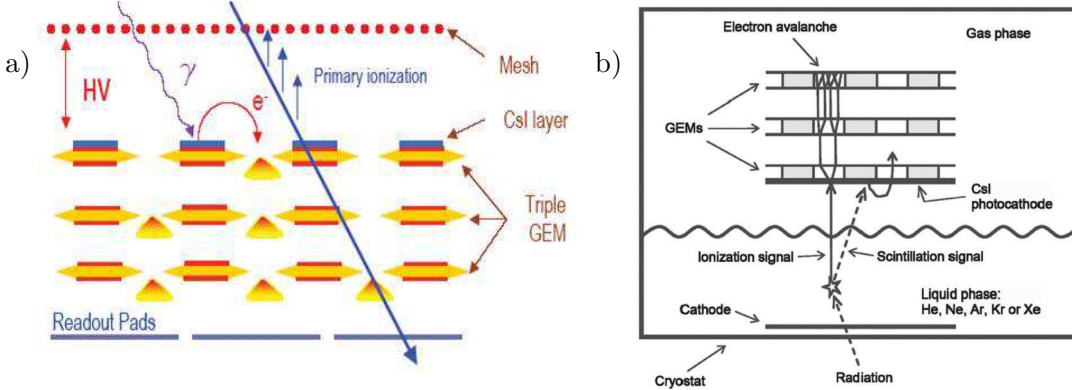 a)
γ
Mesh
HV
Primary ionization
e-
CsI layer
Triple
GEM
Readout Pads
b)
Electron avalanche
Gas phase
GEMs
CsI
photocathode
Ionization signal
Scintillation signal
Liquid phase:
He, Ne, Ar, Kr or Xe
Cathode
Cryostat
Radiation